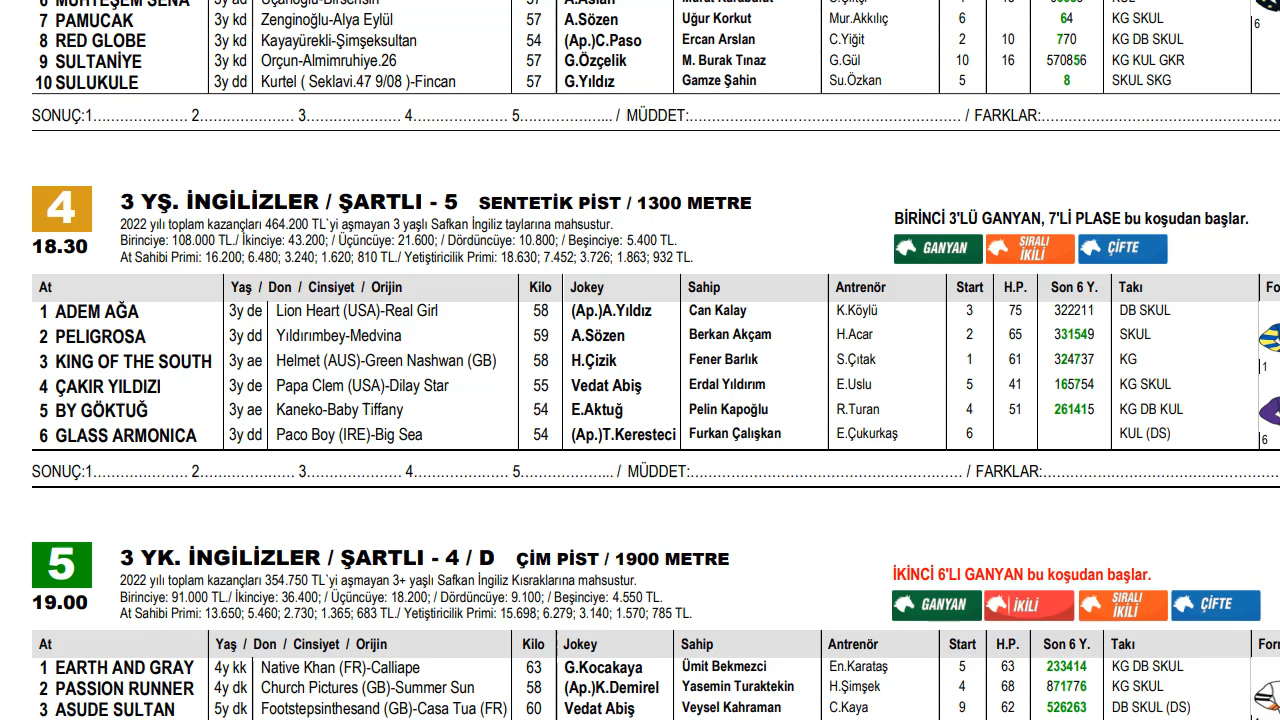 6 MUHTEŞEM SENA 3y ad Uçanoğlu-Birsensin 57 A.Aslan
7 PAMUCAK 3y kd Zenginoğlu-Alya Eylül 57 A.Sözen Uğur Korkut Mur.Akkılıç 6 64 KG SKUL
8 RED GLOBE 3y kd Kayayürekli-Şimşeksultan 54 (Ap.)C.Paso Ercan Arslan C.Yiğit 2 10 770 KG DB SKUL
9 SULTANİYE 3y kd Orçun-Almimruhiye.26 57 G.Özçelik M. Burak Tınaz G.Gül 10 16 570856 KG KUL GKR
10 SULUKULE 3y dd Kurtel ( Seklavi.47 9/08 )-Fincan 57 G.Yıldız Gamze Şahin Su.Özkan 5 8 SKUL SKG
6
SONUÇ:1………………… 2………………… 3………………… 4………………… 5………………... / MÜDDET:…………………………………………………… / FARKLAR:……………………………………………
4 3 YŞ. İNGİLİZLER / ŞARTLI - 5 SENTETİK PİST / 1300 METRE
18.30
2022 yılı toplam kazançları 464.200 TL`yi aşmayan 3 yaşlı Safkan İngiliz taylarına mahsustur.
Birinciye: 108.000 TL./ İkinciye: 43.200; / Üçüncüye: 21.600; / Dördüncüye: 10.800; / Beşinciye: 5.400 TL.
At Sahibi Primi: 16.200; 6.480; 3.240; 1.620; 810 TL./ Yetiştiricilik Primi: 18.630; 7.452; 3.726; 1.863; 932 TL.
BİRİNCİ 3'LÜ GANYAN, 7'Lİ PLASE bu koşudan başlar.
GANYAN SIRALI İKİLİ ÇİFTE
At Yaş / Don / Cinsiyet / Orijin Kilo Jokey Sahip Antrenör Start H.P. Son 6 Y. Takı Fo
1 ADEM AĞA 3y de Lion Heart (USA)-Real Girl 58 (Ap.)A.Yıldız Can Kalay K.Köylü 3 75 322211 DB SKUL
2 PELIGROSA 3y dd Yıldırımbey-Medvina 59 A.Sözen Berkan Akçam H.Acar 2 65 331549 SKUL
3 KING OF THE SOUTH 3y ae Helmet (AUS)-Green Nashwan (GB) 58 H.Çizik Fener Barlık S.Çıtak 1 61 324737 KG
1
4 ÇAKIR YILDIZI 3y de Papa Clem (USA)-Dilay Star 55 Vedat Abiş Erdal Yıldırım E.Uslu 5 41 165754 KG SKUL
5 BY GÖKTUĞ 3y ae Kaneko-Baby Tiffany 54 E.Aktuğ Pelin Kapoğlu R.Turan 4 51 261415 KG DB KUL
6 GLASS ARMONICA 3y dd Paco Boy (IRE)-Big Sea 54 (Ap.)T.Keresteci Furkan Çalışkan E.Çukurkaş 6 KUL (DS)
6
SONUÇ:1………………… 2………………… 3………………… 4………………… 5………………... / MÜDDET:…………………………………………………… / FARKLAR:……………………………………………
5 3 YK. İNGİLİZLER / ŞARTLI - 4 / D ÇİM PİST / 1900 METRE
19.00
2022 yılı toplam kazançları 354.750 TL`yi aşmayan 3+ yaşlı Safkan İngiliz Kısraklarına mahsustur.
Birinciye: 91.000 TL./ İkinciye: 36.400; / Üçüncüye: 18.200; / Dördüncüye: 9.100; / Beşinciye: 4.550 TL.
At Sahibi Primi: 13.650; 5.460; 2.730; 1.365; 683 TL./ Yetiştiricilik Primi: 15.698; 6.279; 3.140; 1.570; 785 TL.
İKİNCİ 6'LI GANYAN bu koşudan başlar.
GANYAN İKİLİ SIRALI İKİLİ ÇİFTE
At Yaş / Don / Cinsiyet / Orijin Kilo Jokey Sahip Antrenör Start H.P. Son 6 Y. Takı For
1 EARTH AND GRAY 4y kk Native Khan (FR)-Calliape 63 G.Kocakaya Ümit Bekmezci En.Karataş 5 63 233414 KG DB SKUL
2 PASSION RUNNER 4y dk Church Pictures (GB)-Summer Sun 58 (Ap.)K.Demirel Yasemin Turaktekin H.Şimşek 4 68 871776 KG SKUL
3 ASUDE SULTAN 5y dk Footstepsinthesand (GB)-Casa Tua (FR) 60 Vedat Abiş Veysel Kahraman C.Kaya 9 62 526263 DB SKUL (DS)